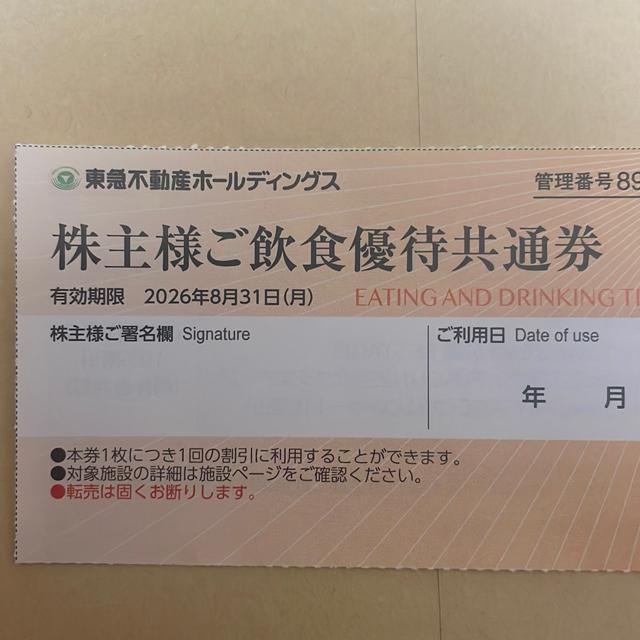 東急不動産ホールディングス
管理番号89
株主様ご飲食優待共通券
有効期限 2026年8月31日(月)
EATING AND DRINKING TI
株主様ご署名欄 Signature
ご利用日 Date of use
年 月
●本券1枚につき1回の割引に利用することができます。
●対象施設の詳細は施設ページをご確認ください。
●転売は固くお断りします。